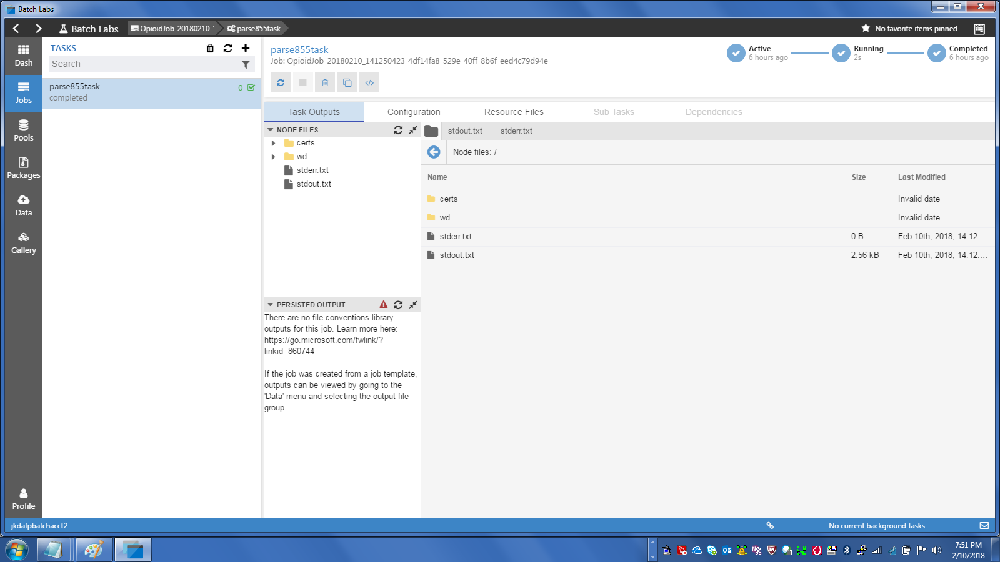 Batch Labs
Batch Labs
OpioidJob-20180210_:
parse855task
No favorite items pinned
Dash
Jobs
Pools
Packages
Data
Gallery
Profile
TASKS
Search
parse855task
0
completed
parse855task
Job: OpioidJob-20180210_141250423-4df14fa8-529e-40ff-8b6f-eed4c79d94e
Active
6 hours ago
Running
2s
Completed
6 hours ago
Task Outputs
Configuration
Resource Files
Sub Tasks
Dependencies
NODE FILES
certs
wd
stderr.txt
stdout.txt
PERSISTED OUTPUT
There are no file conventions library
outputs for this job. Learn more here:
https://go.microsoft.com/fwlink/?
linkid=860744
If the job was created from a job template,
outputs can be viewed by going to the
'Data' menu and selecting the output file
group.
stdout.txt
stderr.txt
Node files: /
Name Size Last Modified
certs Invalid date
wd Invalid date
stderr.txt 0 B Feb 10th, 2018, 14:12:...
stdout.txt 2.56 kB Feb 10th, 2018, 14:12:...
jkdafpbatchacct2
No current background tasks
7:51 PM
2/10/2018